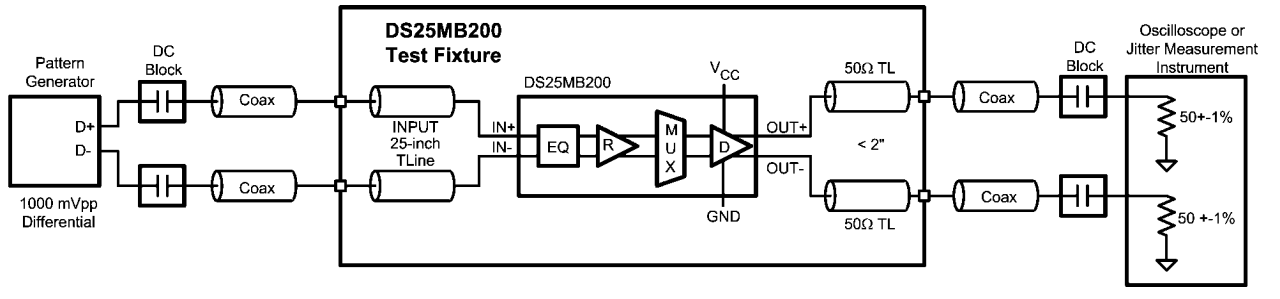 DS25MB200
Test Fixture
Pattern
Generator
D+
D-
1000 mVpp
Differential
DC
Block
Coax
Coax
INPUT
25-inch
TLine
DS25MB200
IN+
IN-
EQ
R
M
U
X
D
VCC
GND
OUT+
OUT-
50Ω TL
< 2"
50Ω TL
Coax
Coax
DC
Block
Oscilloscope or
Jitter Measurement
Instrument
50+-1%
50 +-1%